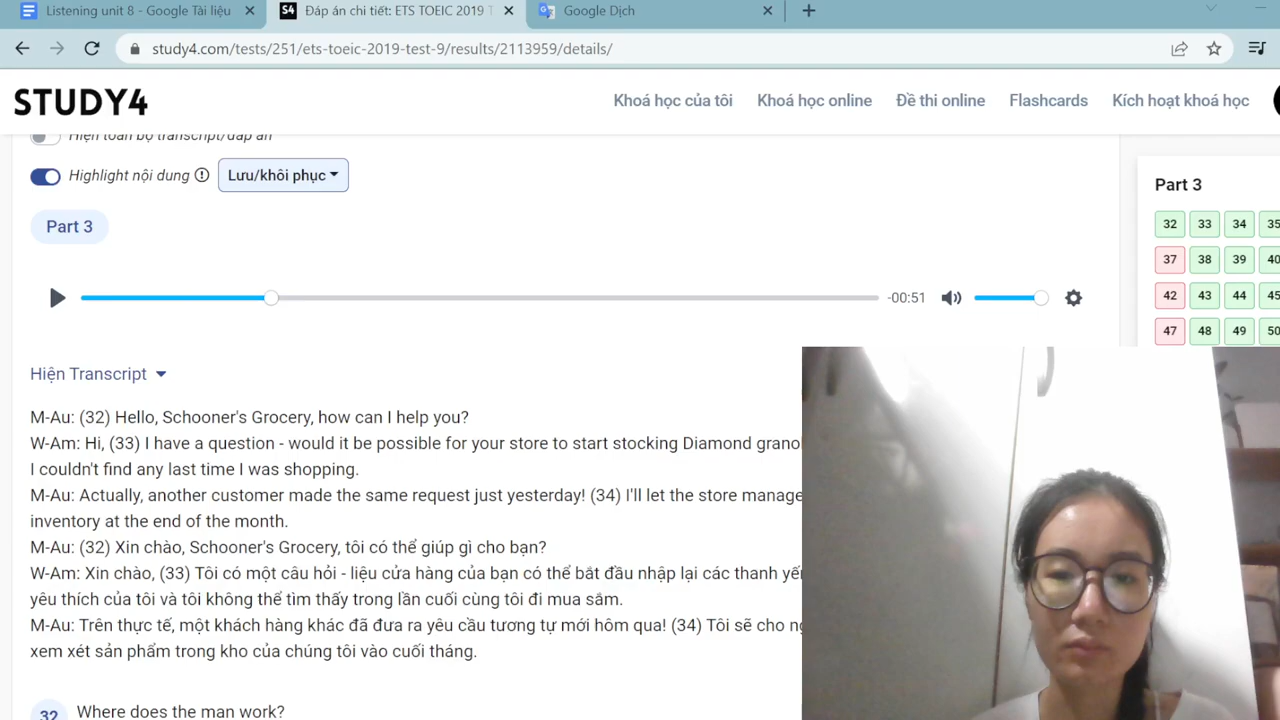 Listening unit 8 - Google Tài liệu
S4 Đáp án chi tiết: ETS TOEIC 2019
Google Dịch
study4.com/tests/251/ets-toeic-2019-test-9/results/2113959/details/
STUDY4
Khoá học của tôi
Khoá học online
Đề thi online
Flashcards
Kích hoạt khoá học
Hiện toàn bộ transcript/đáp án
Highlight nội dung
Lưu/khôi phục
Part 3
-00:51
Part 3
32 33 34 35
37 38 39 40
42 43 44 45
47 48 49 50
Hiện Transcript
M-Au: (32) Hello, Schooner's Grocery, how can I help you?
W-Am: Hi, (33) I have a question - would it be possible for your store to start stocking Diamond
I couldn't find any last time I was shopping.
M-Au: Actually, another customer made the same request just yesterday! (34) I'll let the store
inventory at the end of the month.
M-Au: (32) Xin chào, Schooner's Grocery, tôi có thể giúp gì cho bạn?
W-Am: Xin chào, (33) Tôi có một câu hỏi - liệu cửa hàng của bạn có thể bắt đầu nhập lại các thanh
yêu thích của tôi và tôi không thể tìm thấy trong lần cuối cùng tôi đi mua sắm.
M-Au: Trên thực tế, một khách hàng khác đã đưa ra yêu cầu tương tự mới hôm qua! (34) Tôi sẽ cho
xem xét sản phẩm trong kho của chúng tôi vào cuối tháng.
32 Where does the man work?